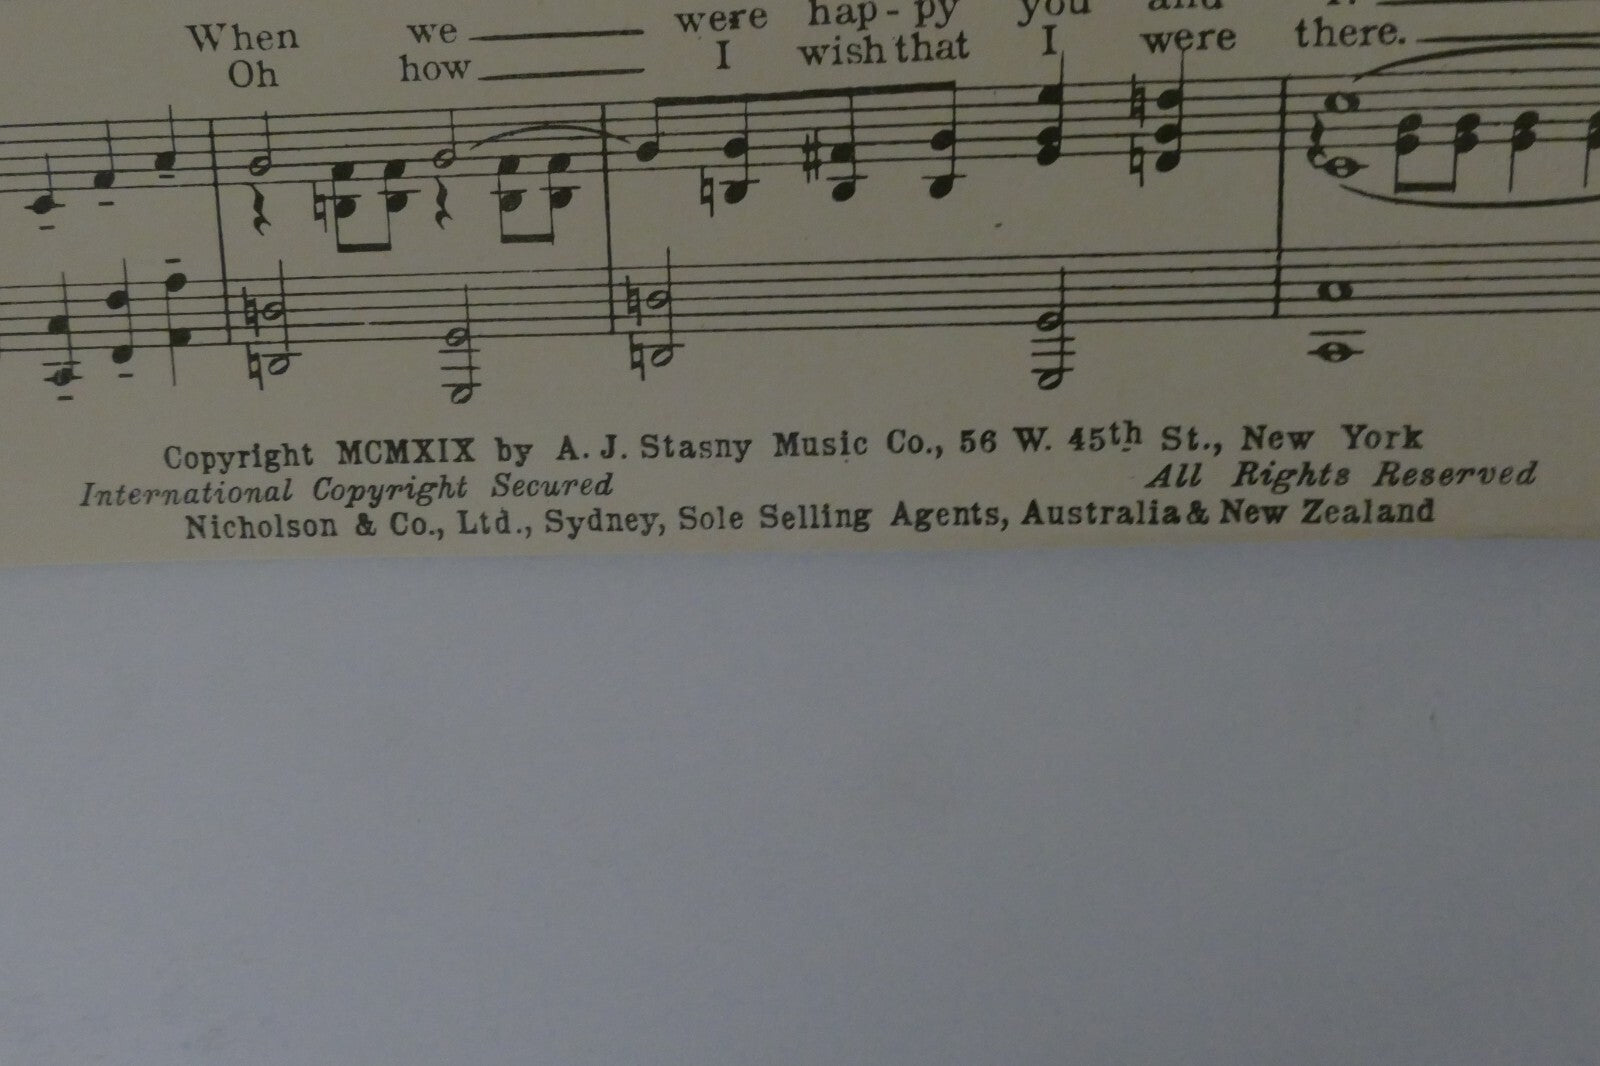 When we were hap-py you and I.
Oh how I wish that I were there.
Copyright MCMXIX by A. J. Stasny Music Co., 56 W. 45th St., New York
International Copyright Secured All Rights Reserved
Nicholson & Co., Ltd., Sydney, Sole Selling Agents, Australia & New Zealand